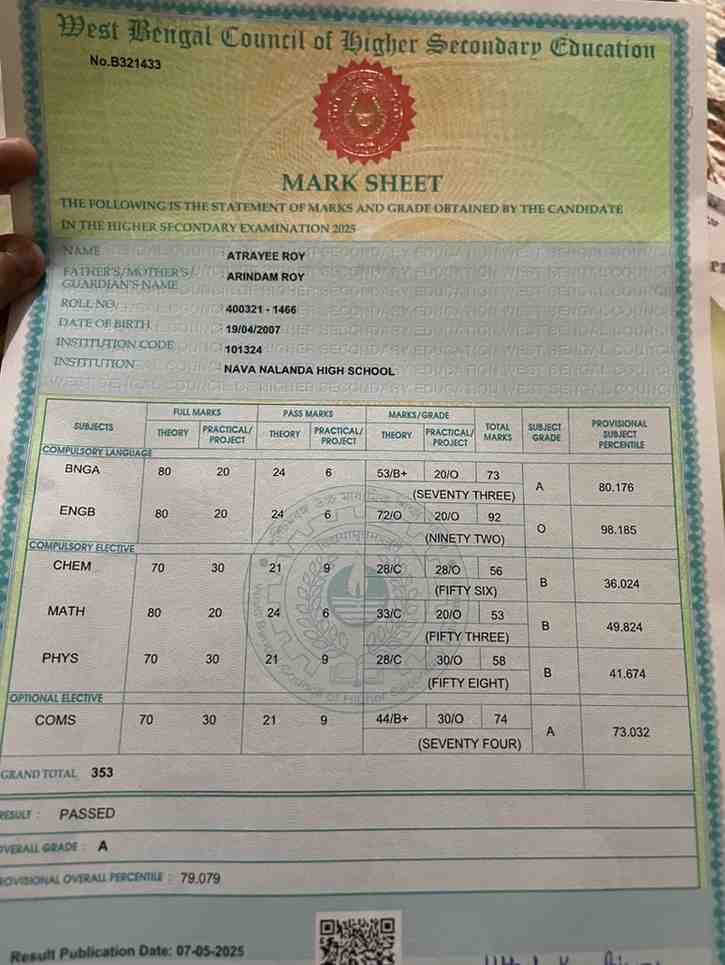 West Bengal Council of Higher Secondary Education
No.B321433
MARK SHEET
THE FOLLOWING IS THE STATEMENT OF MARKS AND GRADE OBTAINED BY THE CANDIDATE
IN THE HIGHER SECONDARY EXAMINATION 2025
NAME ATRAYEE ROY
FATHER'S/MOTHER'S/ ARINDAM ROY
GUARDIAN'S NAME
ROLL NO. 400321 - 1466
DATE OF BIRTH 19/04/2007
INSTITUTION CODE 101324
INSTITUTION NAVA NALANDA HIGH SCHOOL
SUBJECTS FULL MARKS PASS MARKS MARKS/GRADE TOTAL MARKS SUBJECT GRADE PROVISIONAL SUBJECT PERCENTILE
THEORY PRACTICAL/PROJECT THEORY PRACTICAL/PROJECT THEORY PRACTICAL/PROJECT
COMPULSORY LANGUAGE
BNGA 80 20 24 6 53/B+ 20/O 73 A 80.176
(SEVENTY THREE)
ENGB 80 20 24 6 72/O 20/O 92 O 98.185
(NINETY TWO)
COMPULSORY ELECTIVE
CHEM 70 30 21 9 28/C 28/O 56 B 36.024
(FIFTY SIX)
MATH 80 20 24 6 33/C 20/O 53 B 49.824
(FIFTY THREE)
PHYS 70 30 21 9 28/C 30/O 58 B 41.674
(FIFTY EIGHT)
OPTIONAL ELECTIVE
COMS 70 30 21 9 44/B+ 30/O 74 A 73.032
(SEVENTY FOUR)
GRAND TOTAL 353
RESULT : PASSED
OVERALL GRADE : A
ROVISIONAL OVERALL PERCENTILE : 79.079
Result Publication Date: 07-05-2025